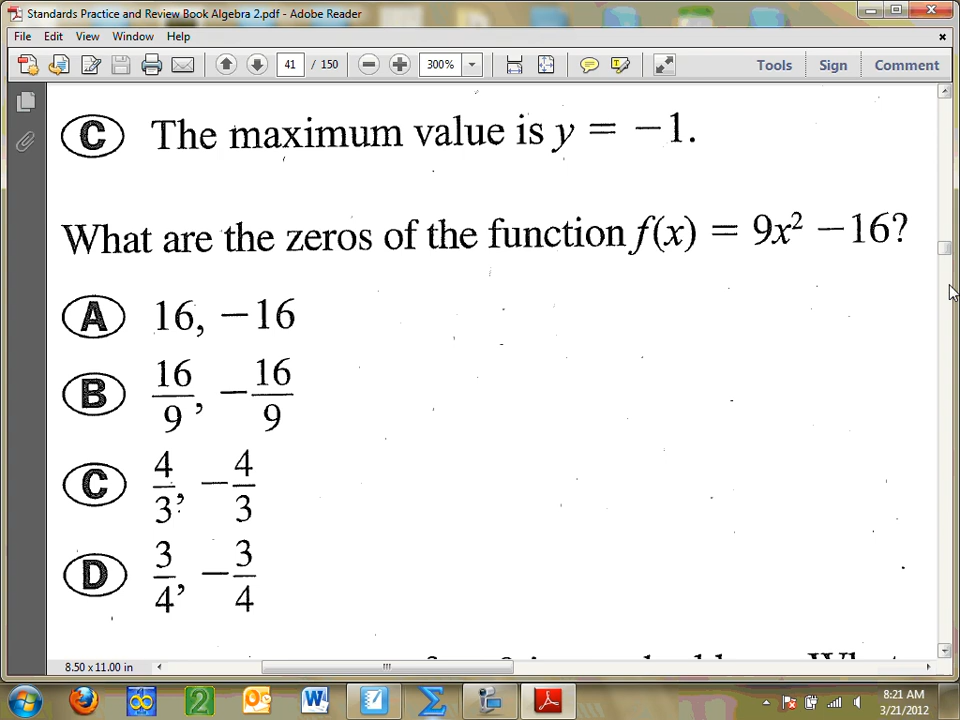 Standards Practice and Review Book Algebra 2.pdf - Adobe Reader
File Edit View Window Help
41 / 150 300% Tools Sign Comment
C The maximum value is y = −1.
What are the zeros of the function f(x) = 9x² − 16?
A 16, −16
B 16/9, −16/9
C 4/3, −4/3
D 3/4, −3/4
8.50 x 11.00 in
8:21 AM
3/21/2012